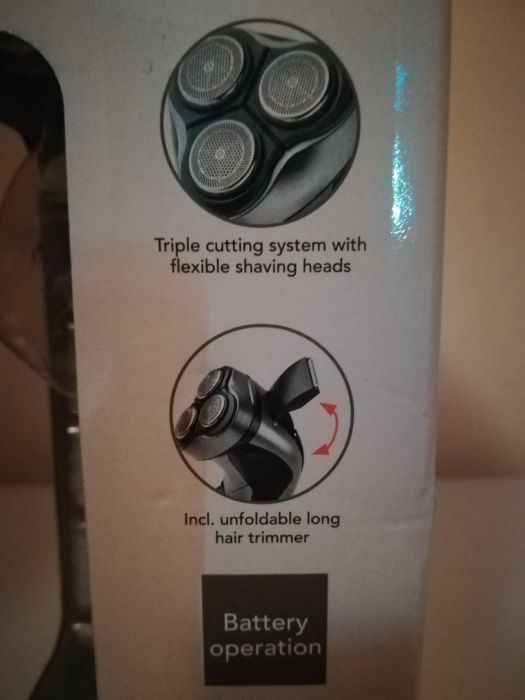 Triple cutting system with
flexible shaving heads
Incl. unfoldable long
hair trimmer
Battery
operation